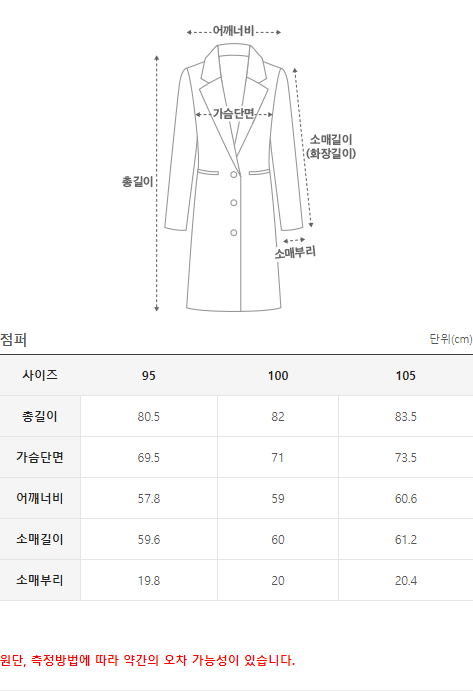 어깨너비
가슴단면
소매길이
(화장길이)
총길이
소매부리
점퍼 단위(cm)
사이즈 95 100 105
총길이 80.5 82 83.5
가슴단면 69.5 71 73.5
어깨너비 57.8 59 60.6
소매길이 59.6 60 61.2
소매부리 19.8 20 20.4
원단, 측정방법에 따라 약간의 오차 가능성이 있습니다.